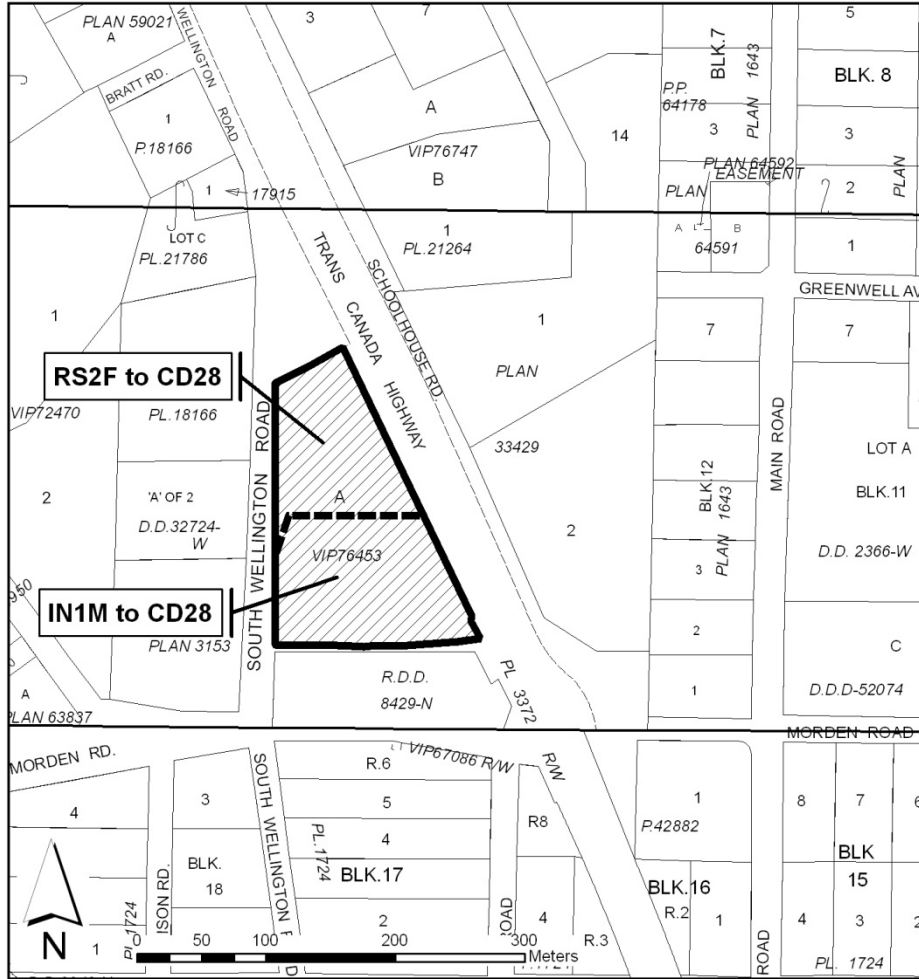 PLAN 59021
A
WELLINGTON
ROAD
3
7
BLK.7
PLAN 1643
5
BLK. 8
BRATT RD.
1
P.18166
A
VIP76747
B
14
P.P.
64178
3
3
PLAN 64592
EASEMENT
PLAN
2
PLAN
1
17915
LOT C
PL.21786
TRANS CANADA HIGHWAY
SCHOOLHOUSE RD.
1
PL.21264
A
B
64591
1
GREENWELL AV
1
1
PLAN
33429
7
7
RS2F to CD28
VIP72470
PL.18166
SOUTH WELLINGTON ROAD
MAIN ROAD
LOT A
BLK.11
2
'A' OF 2
D.D.32724-
W
A
VIP76453
2
BLK.12
PLAN 1643
3
D.D. 2366-W
950
IN1M to CD28
PLAN 3153
2
C
A
PLAN 63837
R.D.D.
8429-N
PL 3372
1
D.D.D-52074
MORDEN ROAD
MORDEN RD.
SOUTH WELLINGTON R
D
VIP67086 R/W
R/W
R.6
4
3
5
PL.1724
4
R8
1
P.42882
8
7
6
BLK.
18
BLK.17
BLK.16
R.2
BLK
15
N
1
PL.1724
ISON RD.
2
ROAD
4
R.3
1
ROAD
4
3
2
PL. 1724
0
50
100
200
300
Meters